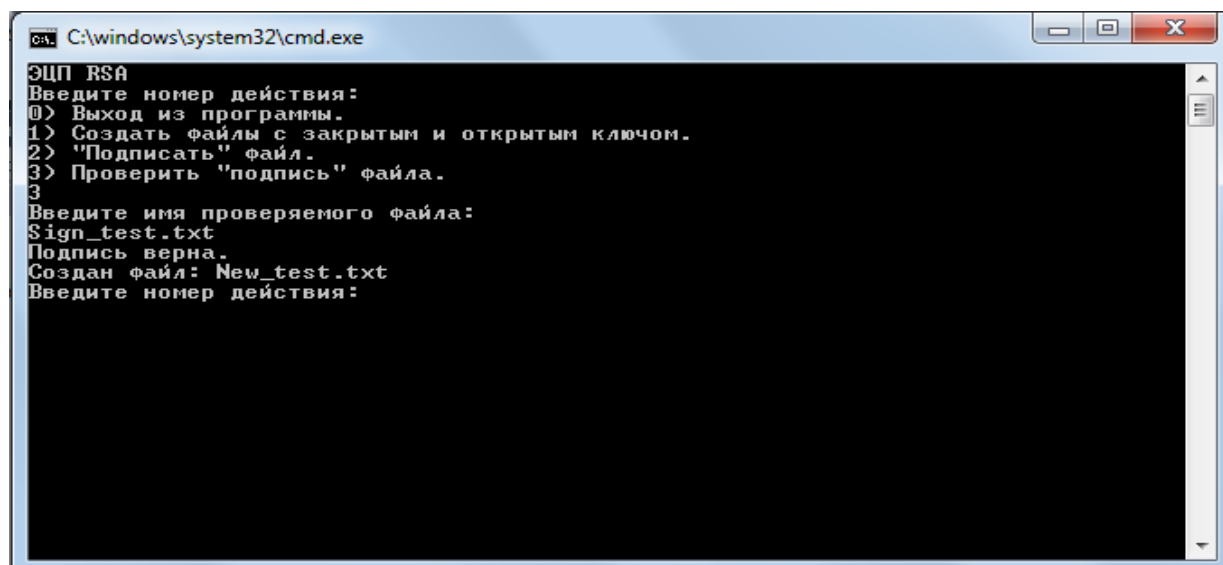 C:\windows\system32\cmd.exe
ЭЦП RSA
Введите номер действия:
0) Выход из программы.
1) Создать файлы с закрытым и открытым ключом.
2) "Подписать" файл.
3) Проверить "подпись" файла.
3
Введите имя проверяемого файла:
Sign_test.txt
Подпись верна.
Создан файл: New_test.txt
Введите номер действия: